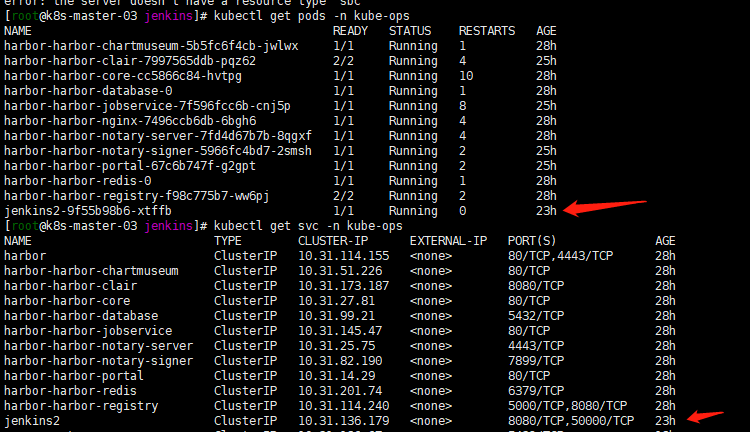 error: the server doesn't have a resource type "sbc"
[root@k8s-master-03 jenkins]# kubectl get pods -n kube-ops
NAME READY STATUS RESTARTS AGE
harbor-harbor-chartmuseum-5b5fc6f4cb-jwlwx 1/1 Running 1 28h
harbor-harbor-clair-7997565ddb-pqz62 2/2 Running 4 25h
harbor-harbor-core-cc5866c84-hvtpg 1/1 Running 10 28h
harbor-harbor-database-0 1/1 Running 1 28h
harbor-harbor-jobservice-7f596fcc6b-cnj5p 1/1 Running 8 25h
harbor-harbor-nginx-7496ccb6db-6bgh6 1/1 Running 4 28h
harbor-harbor-notary-server-7fd4d67b7b-8qgxf 1/1 Running 4 28h
harbor-harbor-notary-signer-5966fc4bd7-2smsh 1/1 Running 2 25h
harbor-harbor-portal-67c6b747f-g2gpt 1/1 Running 2 25h
harbor-harbor-redis-0 1/1 Running 1 28h
harbor-harbor-registry-f98c775b7-ww6pj 2/2 Running 2 28h
jenkins2-9f55b98b6-xtffb 1/1 Running 0 23h
[root@k8s-master-03 jenkins]# kubectl get svc -n kube-ops
NAME TYPE CLUSTER-IP EXTERNAL-IP PORT(S) AGE
harbor ClusterIP 10.31.114.155 <none> 80/TCP,4443/TCP 28h
harbor-harbor-chartmuseum ClusterIP 10.31.51.226 <none> 80/TCP 28h
harbor-harbor-clair ClusterIP 10.31.173.187 <none> 8080/TCP 28h
harbor-harbor-core ClusterIP 10.31.27.81 <none> 80/TCP 28h
harbor-harbor-database ClusterIP 10.31.99.21 <none> 5432/TCP 28h
harbor-harbor-jobservice ClusterIP 10.31.145.47 <none> 80/TCP 28h
harbor-harbor-notary-server ClusterIP 10.31.25.75 <none> 4443/TCP 28h
harbor-harbor-notary-signer ClusterIP 10.31.82.190 <none> 7899/TCP 28h
harbor-harbor-portal ClusterIP 10.31.14.29 <none> 80/TCP 28h
harbor-harbor-redis ClusterIP 10.31.201.74 <none> 6379/TCP 28h
harbor-harbor-registry ClusterIP 10.31.114.240 <none> 5000/TCP,8080/TCP 28h
jenkins2 ClusterIP 10.31.136.179 <none> 8080/TCP,50000/TCP 23h